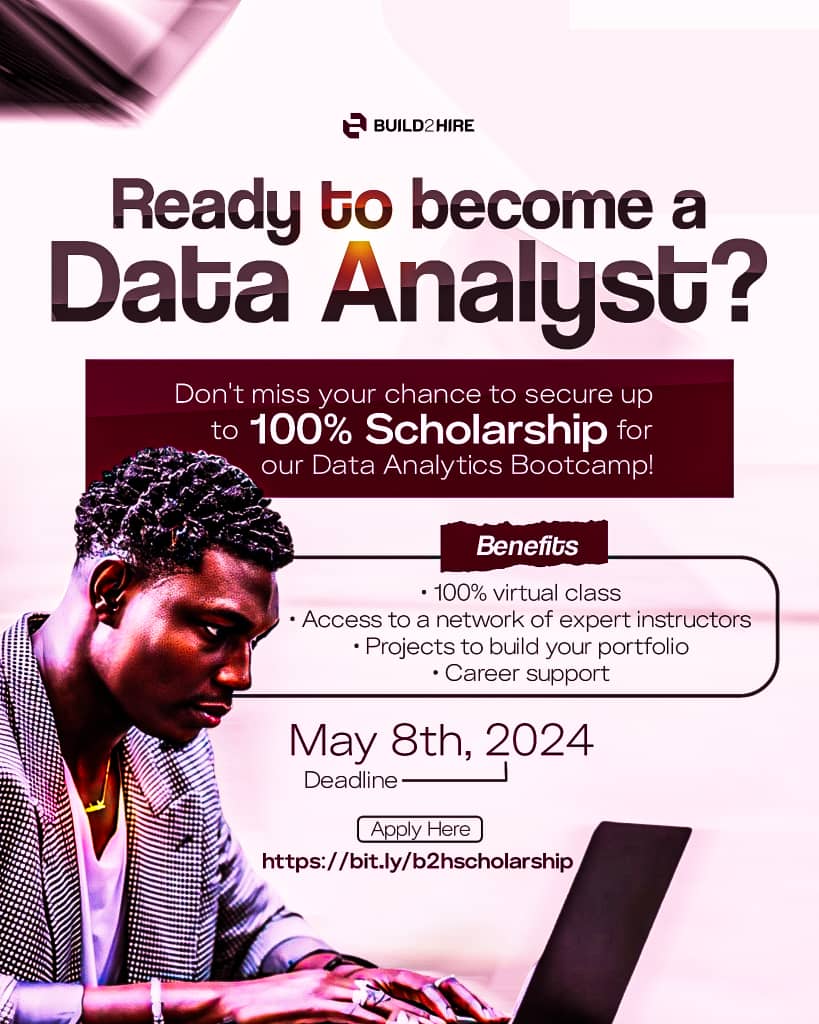 BUILD2HIRE
Ready to become a
Data Analyst?
Don't miss your chance to secure up
to 100% Scholarship for
our Data Analytics Bootcamp!
Benefits
• 100% virtual class
• Access to a network of expert instructors
• Projects to build your portfolio
• Career support
May 8th, 2024
Deadline
Apply Here
https://bit.ly/b2hscholarship